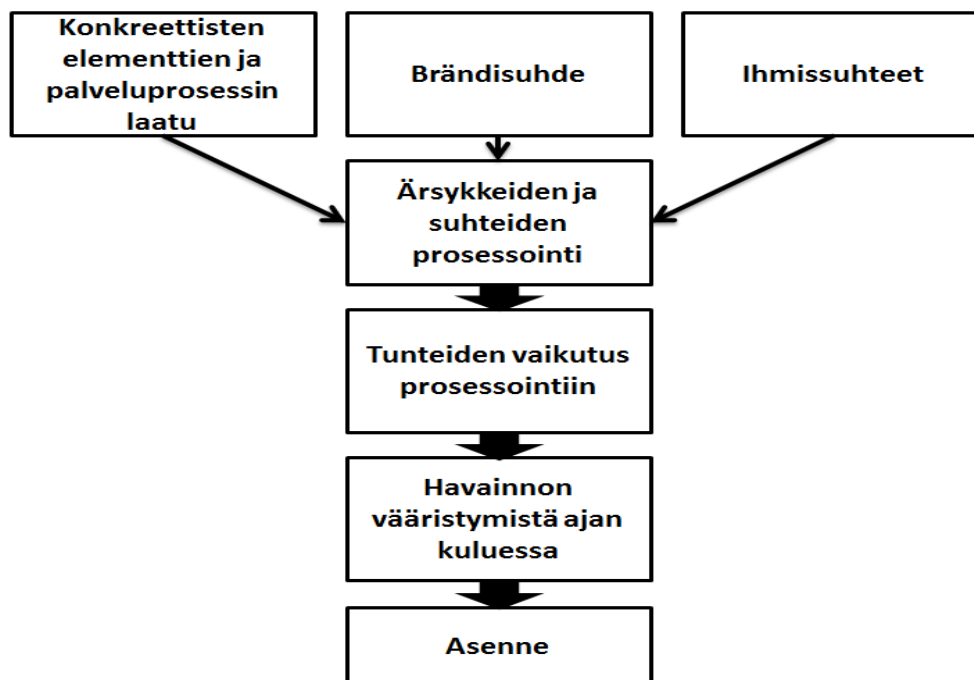 Konkreettisten
elementtien ja
palveluprosessin
laatu
Brändisuhde
Ihmissuhteet
Ärsykkeiden ja
suhteiden
prosessointi
Tunteiden vaikutus
prosessointiin
Havainnon
vääristymistä ajan
kuluessa
Asenne